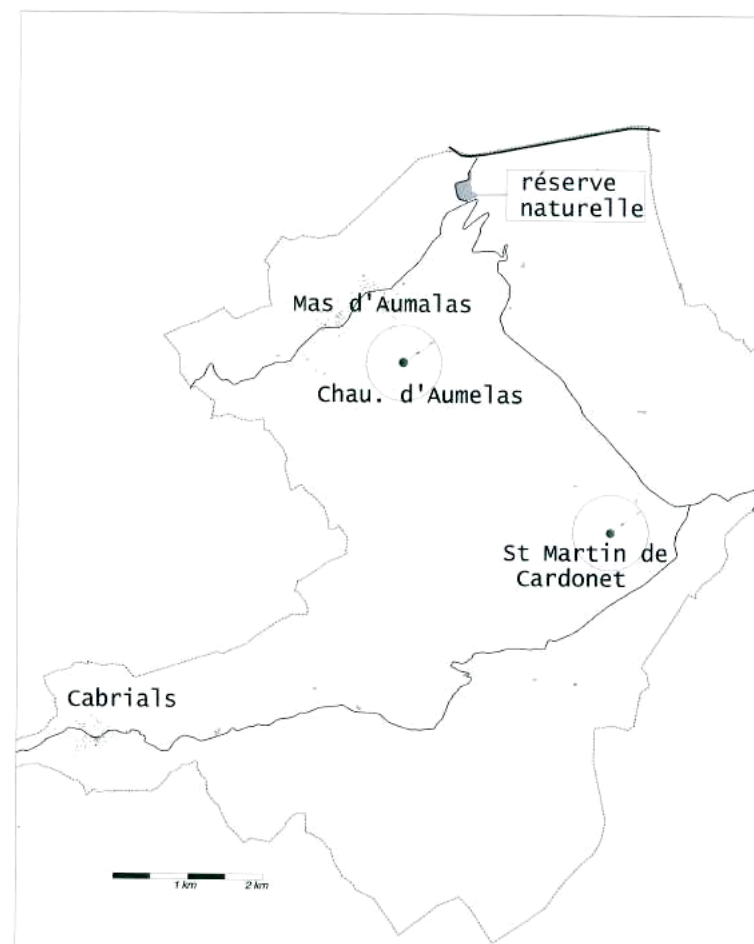 réserve
naturelle
Mas d'Aumalas
Chau. d'Aumelas
St Martin de
Cardonet
Cabrials
1 km 2 km